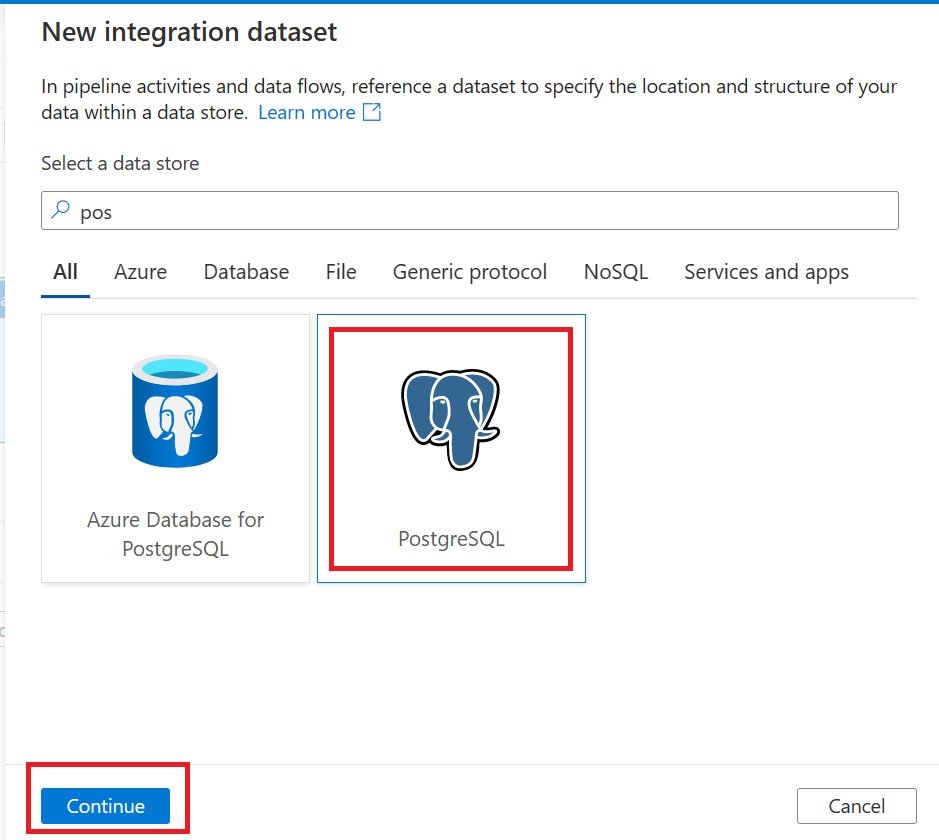 New integration dataset
In pipeline activities and data flows, reference a dataset to specify the location and structure of your
data within a data store. Learn more
Select a data store
pos
All Azure Database File Generic protocol NoSQL Services and apps
Azure Database for
PostgreSQL
PostgreSQL
Continue Cancel